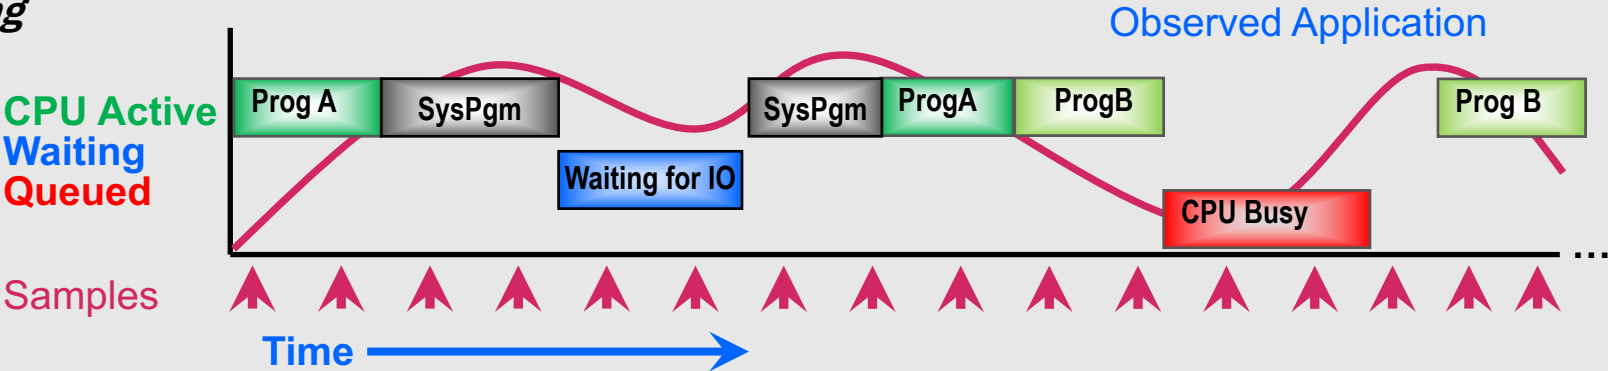 Observed Application
Prog A SysPgm SysPgm ProgA ProgB Prog B
CPU Active
Waiting
Waiting for IO
Queued
CPU Busy
...
Samples
Time